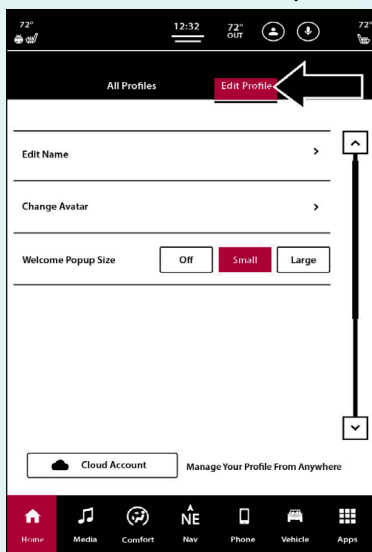 72°
12:32
72°
OUT
72°
All Profiles
Edit Profile
Edit Name
Change Avatar
Welcome Popup Size
Off
Small
Large
Cloud Account
Manage Your Profile From Anywhere
NE
Home
Media
Comfort
Nav
Phone
Vehicle
Apps